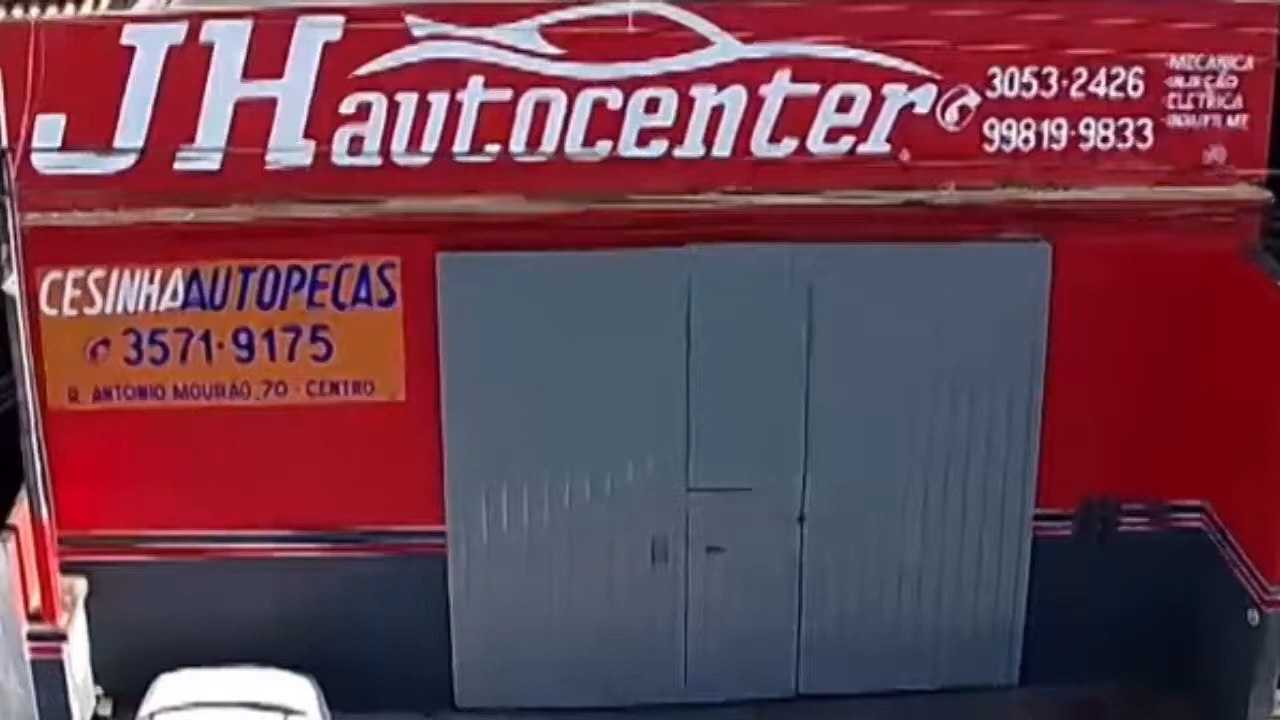 JH autocenter
3053-2426
99819-9833
MECANICA
INJEÇÃO
ELETRICA
CESINHA AUTOPEÇAS
3571-9175
R. ANTONIO MOURÃO, 70 - CENTRO